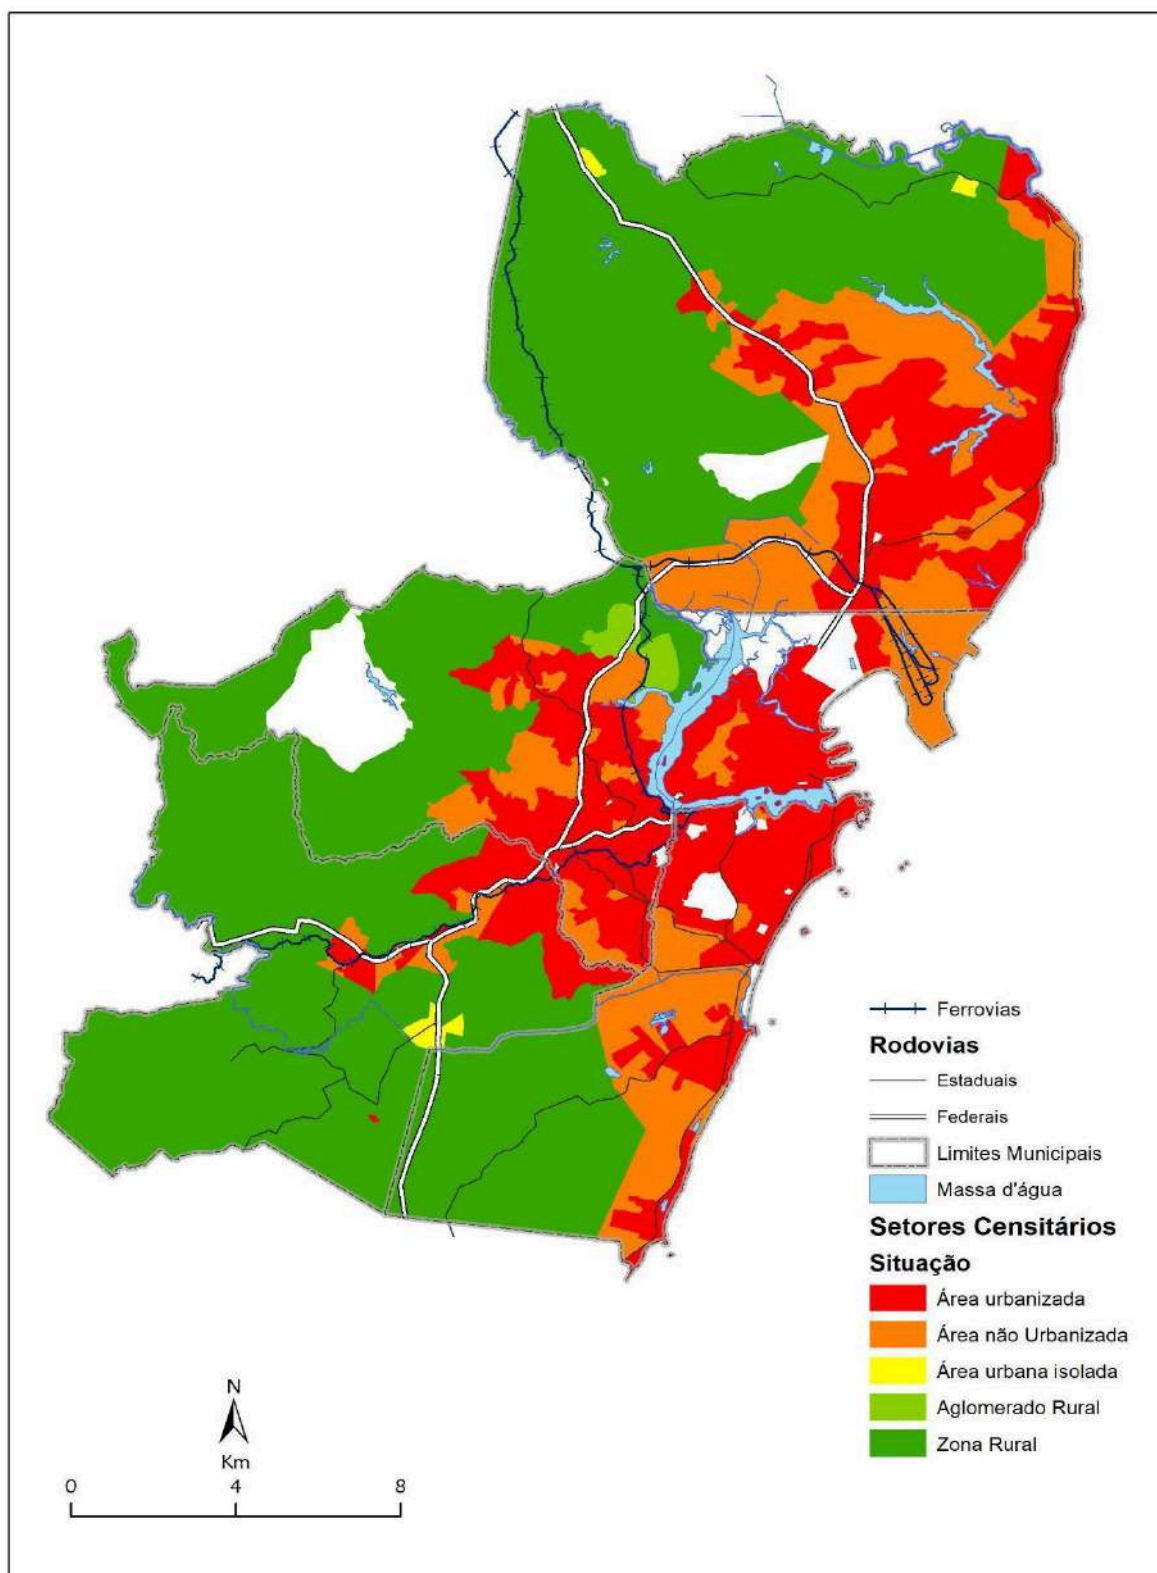 Ferrovias
Rodovias
Estaduais
Federais
Limites Municipais
Massa d'água
Setores Censitários
Situação
Área urbanizada
Área não Urbanizada
Área urbana isolada
Aglomerado Rural
Zona Rural
N
Km
0 4 8